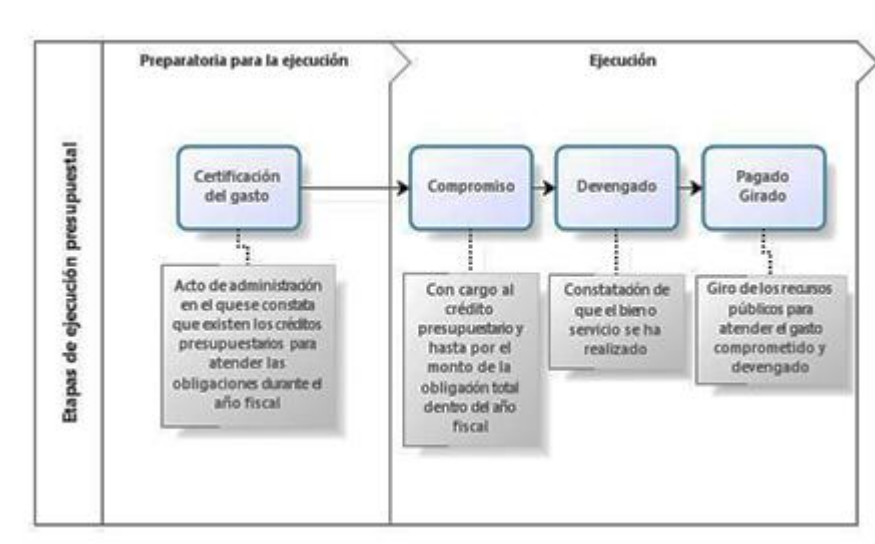 Preparatoria para la ejecución
Ejecución
Etapas de ejecución presupuestal
Certificación
del gasto
Compromiso
Devengado
Pagado
Girado
Acto de administración
en el que se constata
que existen los créditos
presupuestarios para
atender las
obligaciones durante el
año fiscal
Con cargo al
crédito
presupuestario y
hasta por el
monto de la
obligación total
dentro del año
fiscal
Constatación de
que el bien o
servicio se ha
realizado
Giro de los recursos
públicos para
atender el gasto
comprometido y
devengado